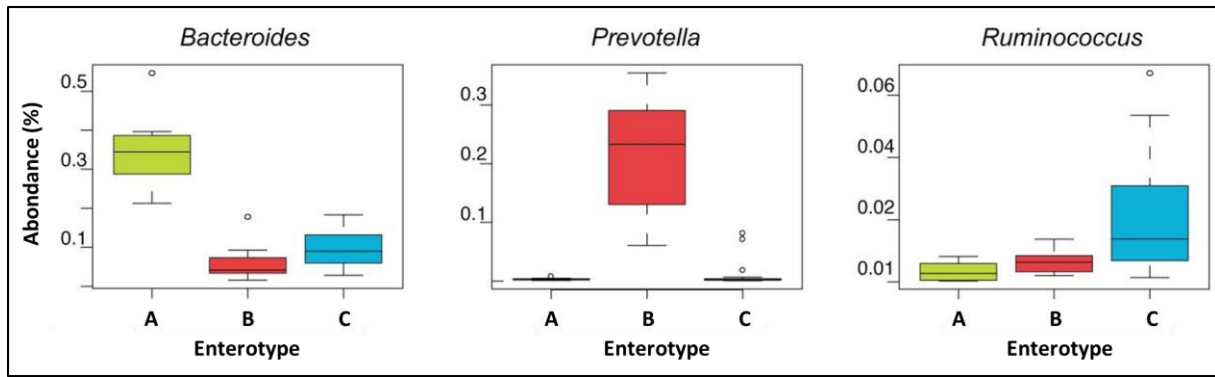 Bacteroides
Prevotella
Ruminococcus
Abondance (%)
0.5
0.3
0.1
A
B
C
Enterotype
0.3
0.2
0.1
A
B
C
Enterotype
0.06
0.04
0.02
0.01
A
B
C
Enterotype